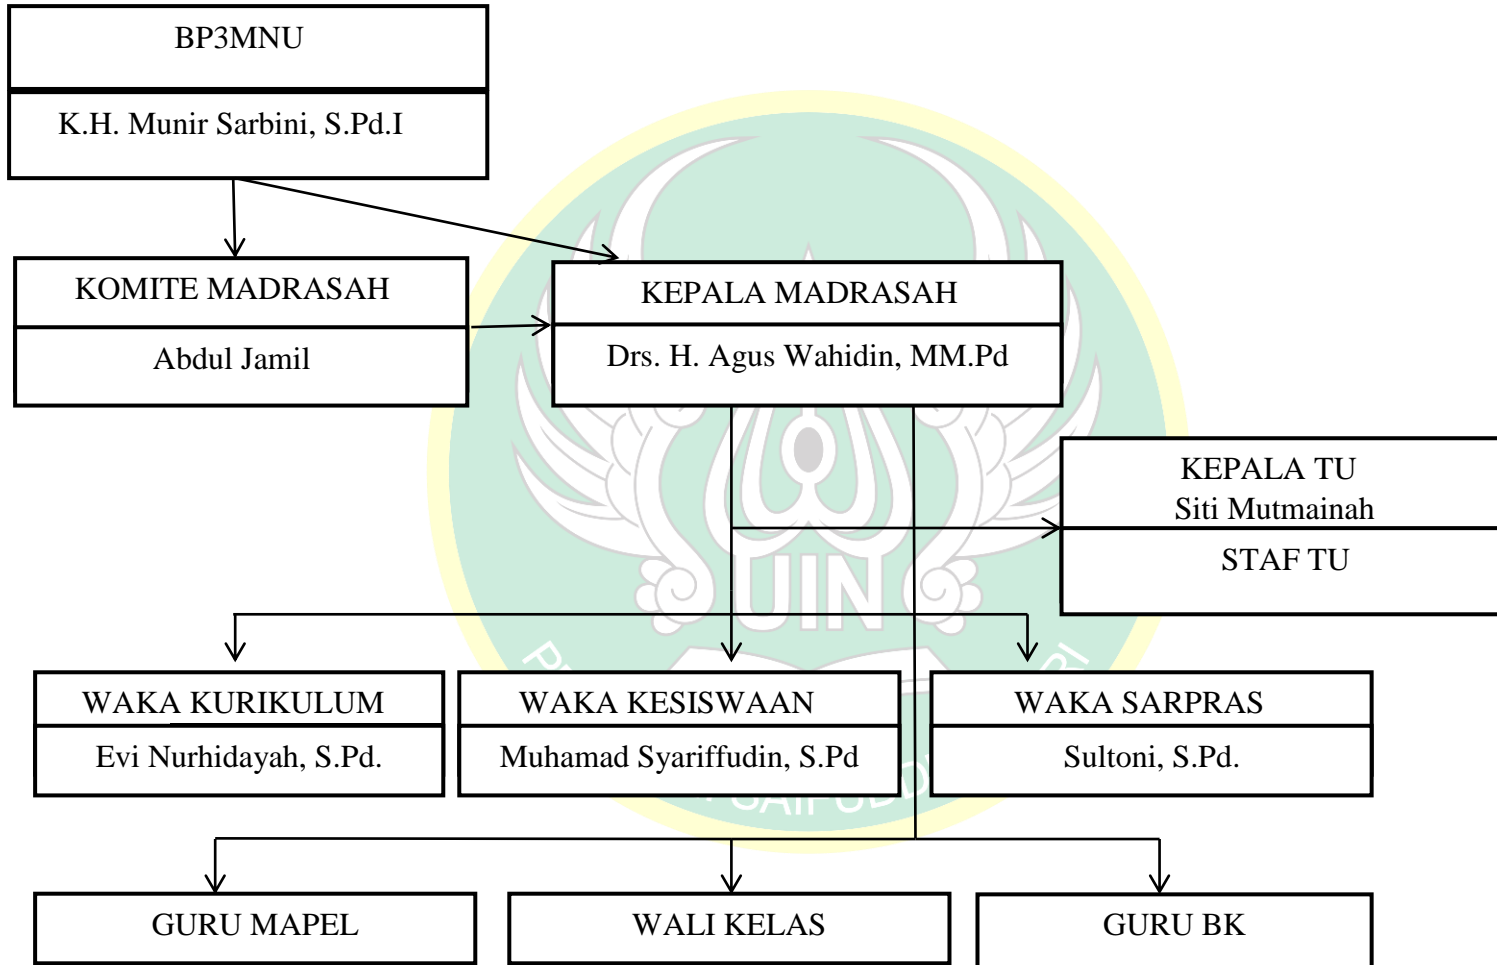 BP3MNU
K.H. Munir Sarbini, S.Pd.I
KOMITE MADRASAH
Abdul Jamil
KEPALA MADRASAH
Drs. H. Agus Wahidin, MM.Pd
KEPALA TU
Siti Mutmainah
STAF TU
UIN
WAKA KURIKULUM
Evi Nurhidayah, S.Pd.
WAKA KESISWAAN
Muhamad Syariffudin, S.Pd
WAKA SARPRAS
Sultoni, S.Pd.
GURU MAPEL
WALI KELAS
GURU BK